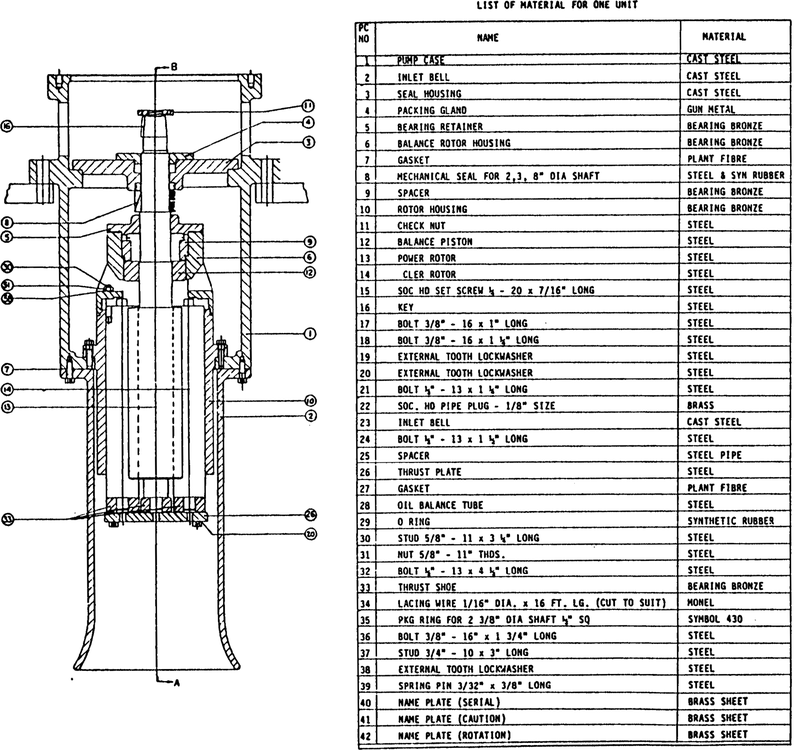 LIST OF MATERIAL FOR ONE UNIT
PC NO NAME MATERIAL
1 PUMP CASE CAST STEEL
2 INLET BELL CAST STEEL
3 SEAL HOUSING CAST STEEL
4 PACKING GLAND GUN METAL
5 BEARING RETAINER BEARING BRONZE
6 BALANCE ROTOR HOUSING BEARING BRONZE
7 GASKET PLANT FIBRE
8 MECHANICAL SEAL FOR 2,3, 8" DIA SHAFT STEEL & SYN RUBBER
9 SPACER BEARING BRONZE
10 ROTOR HOUSING BEARING BRONZE
11 CHECK NUT STEEL
12 BALANCE PISTON STEEL
13 POWER ROTOR STEEL
14 CLER ROTOR STEEL
15 SOC HD SET SCREW ¼ - 20 x 7/16" LONG STEEL
16 KEY STEEL
17 BOLT 3/8" - 16 x 1" LONG STEEL
18 BOLT 3/8" - 16 x 1 ½" LONG STEEL
19 EXTERNAL TOOTH LOCKWASHER STEEL
20 EXTERNAL TOOTH LOCKWASHER STEEL
21 BOLT ½" - 13 x 1 ½" LONG STEEL
22 SOC. HD PIPE PLUG - 1/8" SIZE BRASS
23 INLET BELL CAST STEEL
24 BOLT ½" - 13 x 1 ½" LONG STEEL
25 SPACER STEEL PIPE
26 THRUST PLATE STEEL
27 GASKET PLANT FIBRE
28 OIL BALANCE TUBE STEEL
29 O RING SYNTHETIC RUBBER
30 STUD 5/8" - 11 x 3 ½" LONG STEEL
31 NUT 5/8" - 11" THDS. STEEL
32 BOLT ½" - 13 x 4 ½" LONG STEEL
33 THRUST SHOE BEARING BRONZE
34 LACING WIRE 1/16" DIA. x 16 FT. LG. (CUT TO SUIT) MONEL
35 PKG RING FOR 2 3/8" DIA SHAFT ½" SQ SYMBOL 430
36 BOLT 3/8" - 16" x 1 3/4" LONG STEEL
37 STUD 3/4" - 10 x 3" LONG STEEL
38 EXTERNAL TOOTH LOCKWASHER STEEL
39 SPRING PIN 3/32" x 3/8" LONG STEEL
40 NAME PLATE (SERIAL) BRASS SHEET
41 NAME PLATE (CAUTION) BRASS SHEET
42 NAME PLATE (ROTATION) BRASS SHEET
B
11
16
4
3
8
5
9
6
12
1
7
14
13
10
2
33
26
20
A